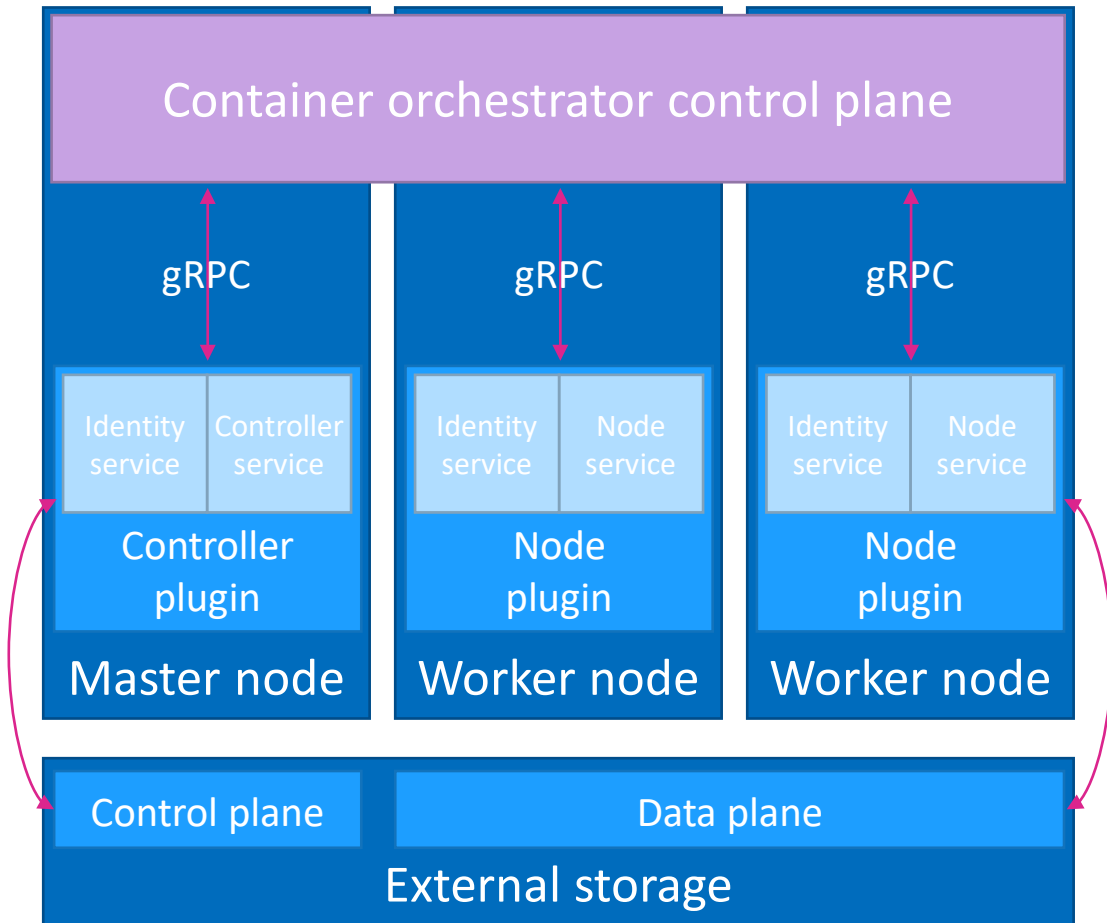 Container orchestrator control plane
gRPC
gRPC
gRPC
Identity
service
Controller
service
Identity
service
Node
service
Identity
service
Node
service
Controller
plugin
Node
plugin
Node
plugin
Master node
Worker node
Worker node
Control plane
Data plane
External storage